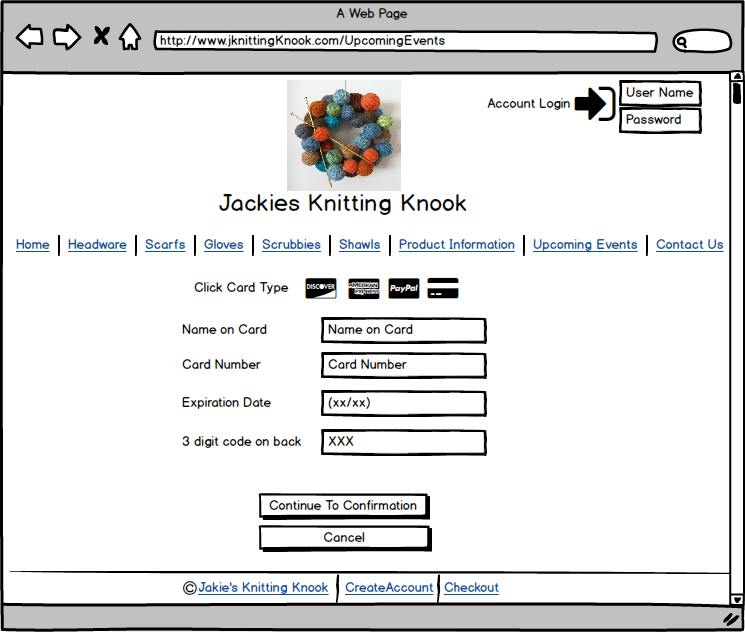 A Web Page
http://www.jknittingKnook.com/UpcomingEvents
Account Login
User Name
Password
Jackies Knitting Knook
Home Headware Scarfs Gloves Scrubbies Shawls Product Information Upcoming Events Contact Us
Click Card Type DISCOVER AMERICAN EXPRESS PayPal
Name on Card Name on Card
Card Number Card Number
Expiration Date (xx/xx)
3 digit code on back XXX
Continue To Confirmation
Cancel
©Jakie's Knitting Knook CreateAccount Checkout